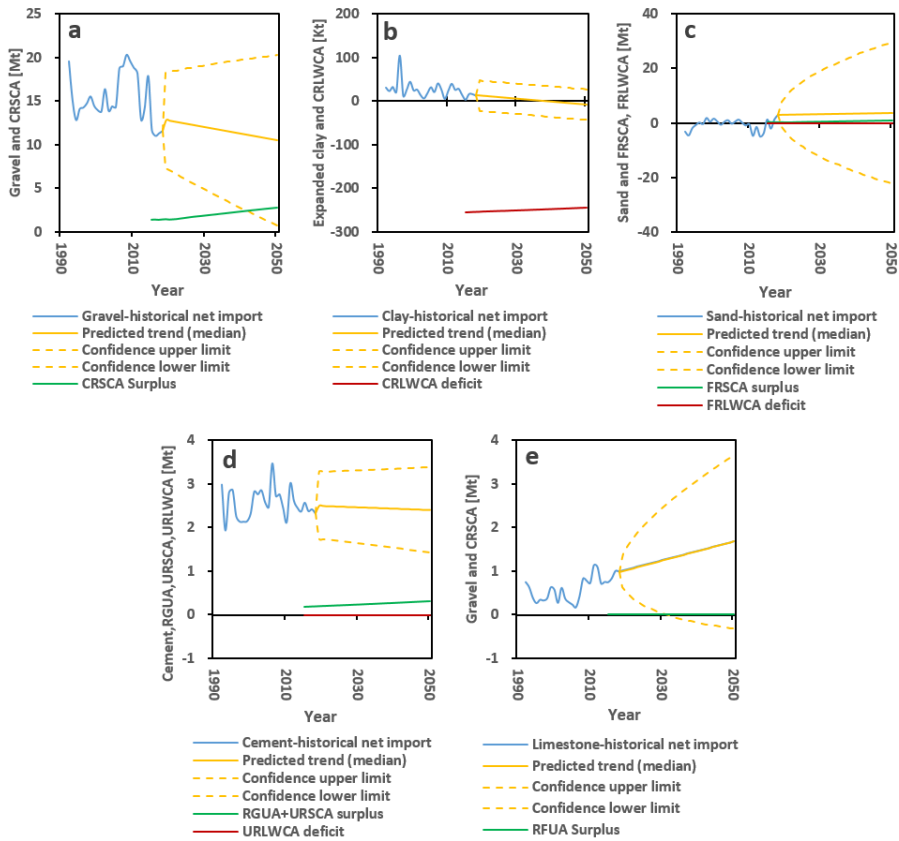 a
Gravel and CRSCA [Mt]
25
20
15
10
5
0
1990
2010
2030
2050
Year
Gravel-historical net import
Predicted trend (median)
Confidence upper limit
Confidence lower limit
CRSCA Surplus
b
Expanded clay and CRLWCA [Kt]
200
100
0
-100
-200
-300
1990
2010
2030
2050
Year
Clay-historical net import
Predicted trend (median)
Confidence upper limit
Confidence lower limit
CRLWCA deficit
c
Sand and FRSCA, FRLWCA [Mt]
40
20
0
-20
-40
1990
2010
2030
2050
Year
Sand-historical net import
Predicted trend (median)
Confidence upper limit
Confidence lower limit
FRSCA surplus
FRLWCA deficit
d
Cement,RGUA,URSCA,URLWCA [Mt]
4
3
2
1
0
-1
1990
2010
2030
2050
Year
Cement-historical net import
Predicted trend (median)
Confidence upper limit
Confidence lower limit
RGUA+URSCA surplus
URLWCA deficit
e
Gravel and CRSCA [Mt]
4
3
2
1
0
-1
1990
2010
2030
2050
Year
Limestone-historical net import
Predicted trend (median)
Confidence upper limit
Confidence lower limit
RFUA Surplus